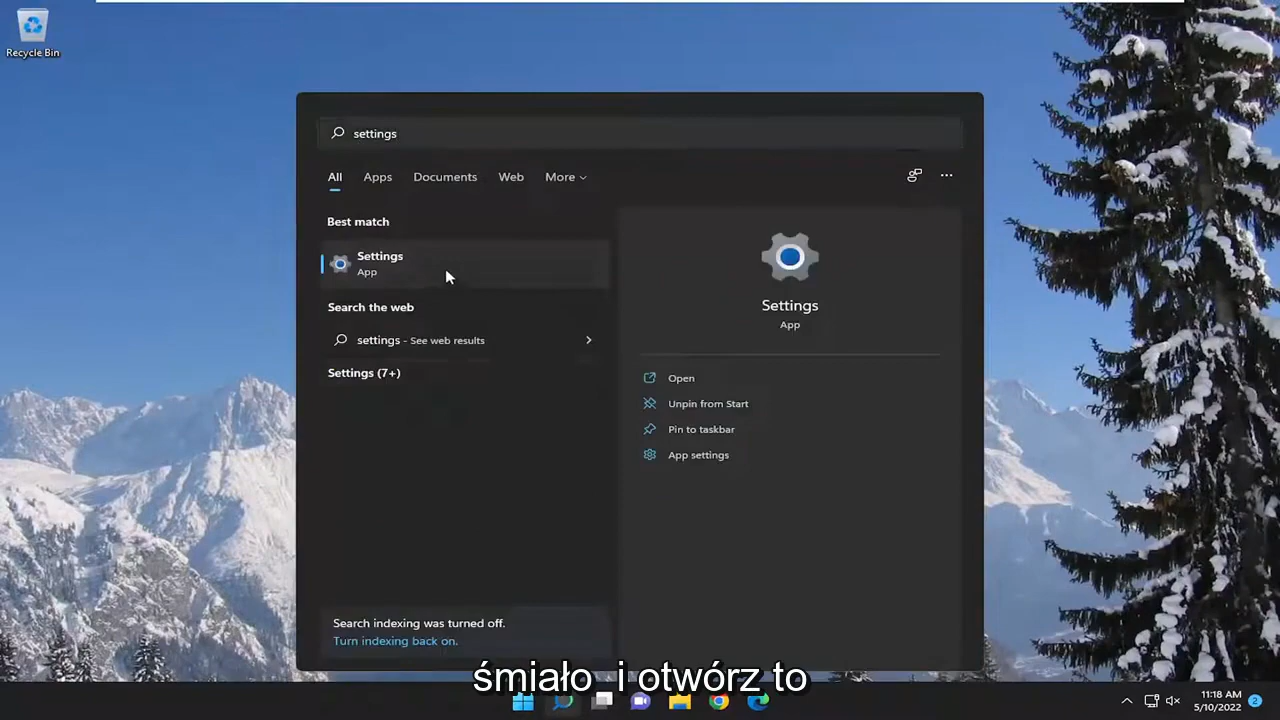 Recycle Bin
settings
All
Apps
Documents
Web
More
Best match
Settings
App
Search the web
settings - See web results
Settings (7+)
Settings
App
Open
Unpin from Start
Pin to taskbar
App settings
Search indexing was turned off.
Turn indexing back on.
śmiało i otwórz to
11:18 AM
5/10/2022
2